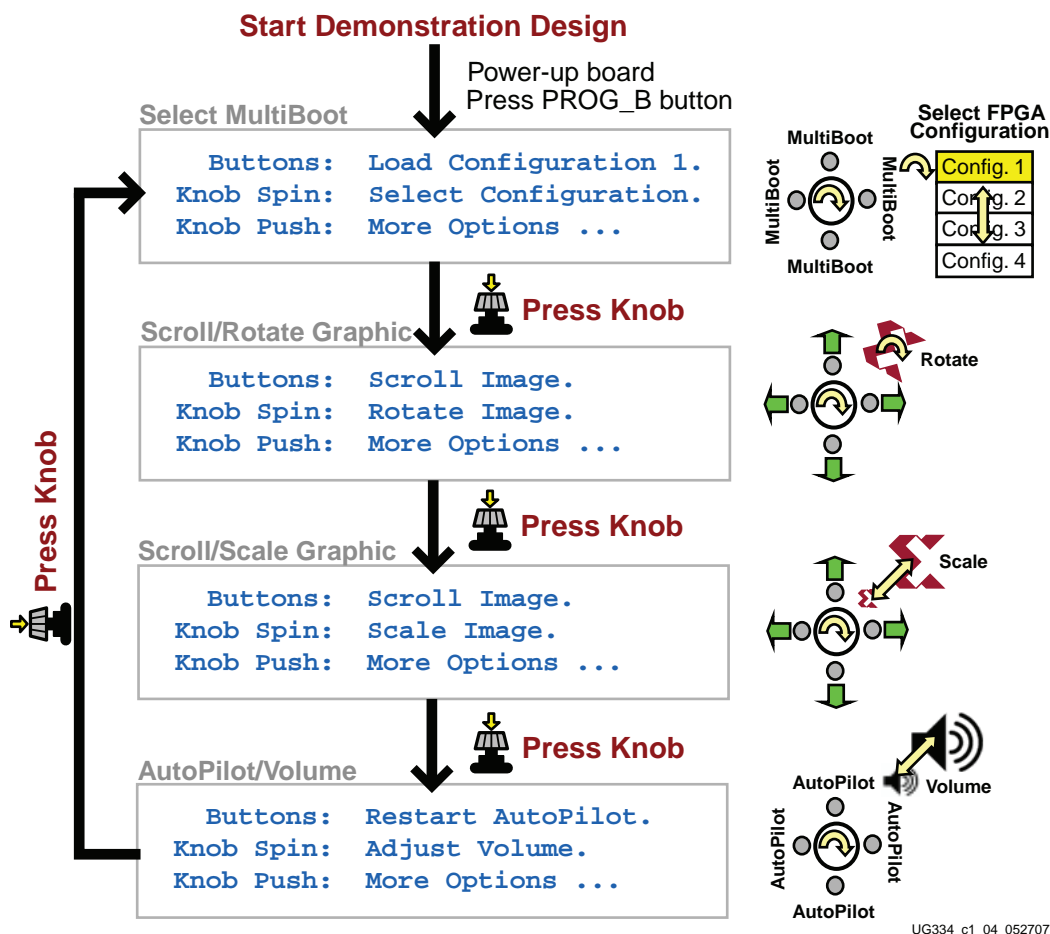 Start Demonstration Design
Power-up board
Press PROG_B button
Select MultiBoot
Buttons: Load Configuration 1.
Knob Spin: Select Configuration.
Knob Push: More Options ...
MultiBoot
MultiBoot
MultiBoot
MultiBoot
Select FPGA
Configuration
Config. 1
Config. 2
Config. 3
Config. 4
Press Knob
Scroll/Rotate Graphic
Buttons: Scroll Image.
Knob Spin: Rotate Image.
Knob Push: More Options ...
Rotate
Press Knob
Press Knob
Scroll/Scale Graphic
Buttons: Scroll Image.
Knob Spin: Scale Image.
Knob Push: More Options ...
Scale
Press Knob
AutoPilot/Volume
Buttons: Restart AutoPilot.
Knob Spin: Adjust Volume.
Knob Push: More Options ...
AutoPilot
Volume
AutoPilot
AutoPilot
AutoPilot
UG334_c1_04_052707